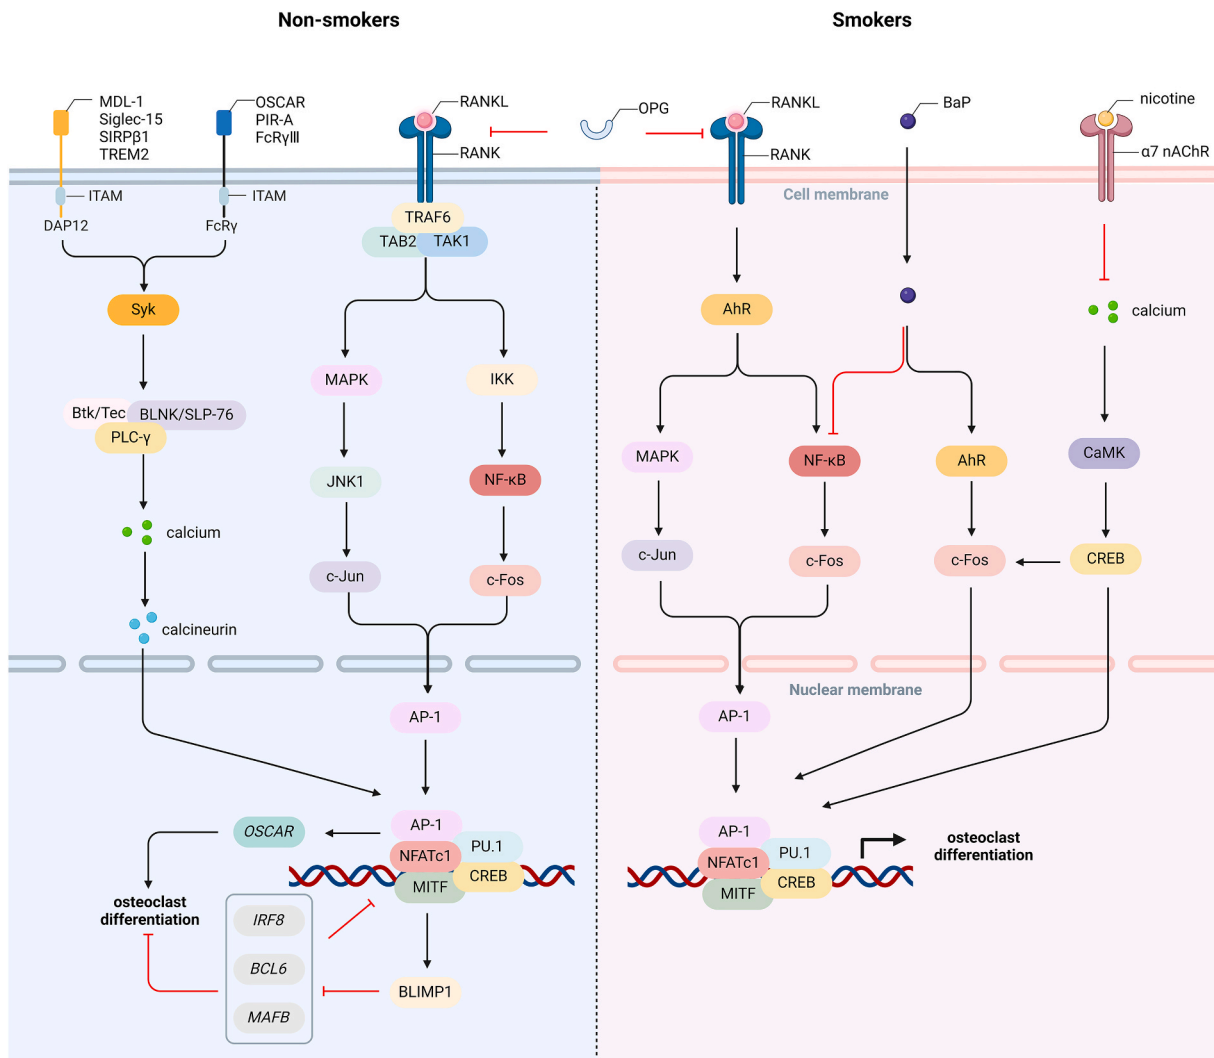 Non-smokers
Smokers
MDL-1
Siglec-15
SIRPβ1
TREM2
OSCAR
PIR-A
FcRγIII
RANKL
RANK
OPG
RANKL
RANK
BaP
nicotine
α7 nAChR
Cell membrane
ITAM
ITAM
DAP12
FcRγ
TRAF6
TAB2
TAK1
Syk
AhR
calcium
MAPK
IKK
Btk/Tec
BLNK/SLP-76
PLC-γ
MAPK
NF-κB
AhR
CaMK
JNK1
NF-κB
calcium
c-Jun
c-Fos
c-Fos
CREB
c-Jun
c-Fos
calcineurin
Nuclear membrane
AP-1
AP-1
OSCAR
AP-1
NFATc1
PU.1
MITF
CREB
AP-1
NFATc1
PU.1
MITF
CREB
osteoclast
differentiation
osteoclast
differentiation
IRF8
BCL6
MAFB
BLIMP1